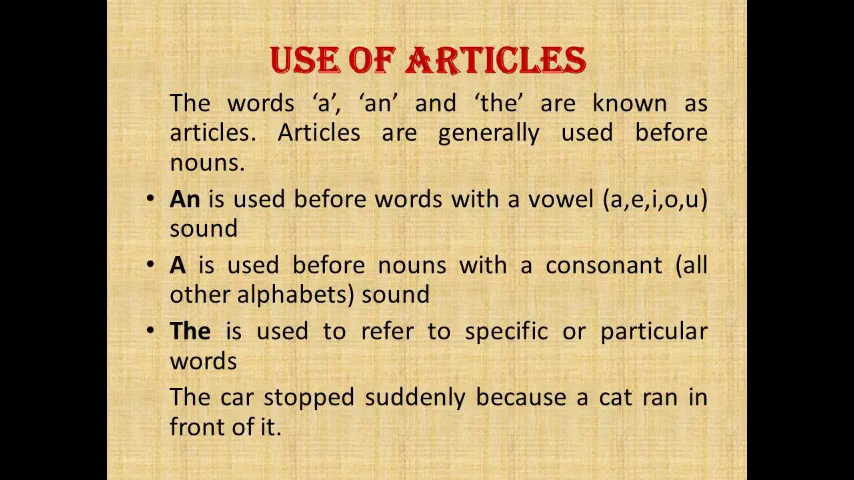 USE OF ARTICLES
The words ‘a’, ‘an’ and ‘the’ are known as
articles. Articles are generally used before
nouns.
• An is used before words with a vowel (a,e,i,o,u)
sound
• A is used before nouns with a consonant (all
other alphabets) sound
• The is used to refer to specific or particular
words
The car stopped suddenly because a cat ran in
front of it.